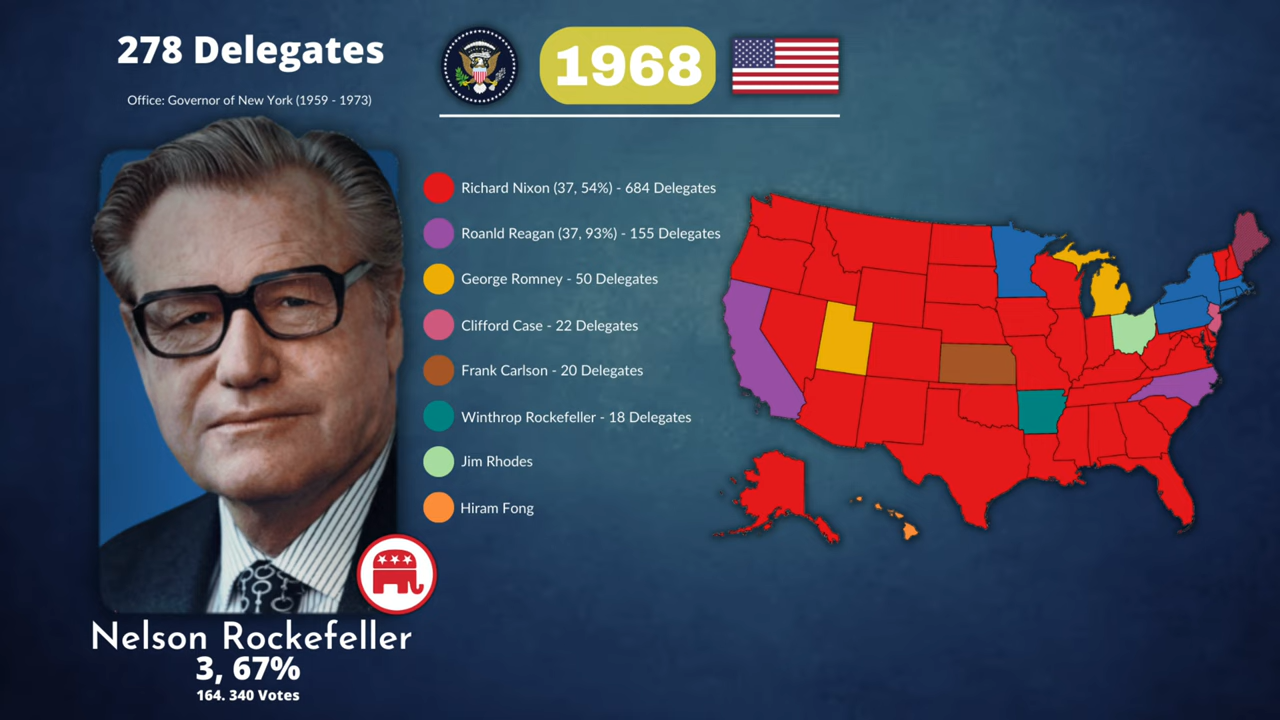 278 Delegates
Office: Governor of New York (1959 - 1973)
1968
Richard Nixon (37, 54%) - 684 Delegates
Roanld Reagan (37, 93%) - 155 Delegates
George Romney - 50 Delegates
Clifford Case - 22 Delegates
Frank Carlson - 20 Delegates
Winthrop Rockefeller - 18 Delegates
Jim Rhodes
Hiram Fong
Nelson Rockefeller
3, 67%
164. 340 Votes